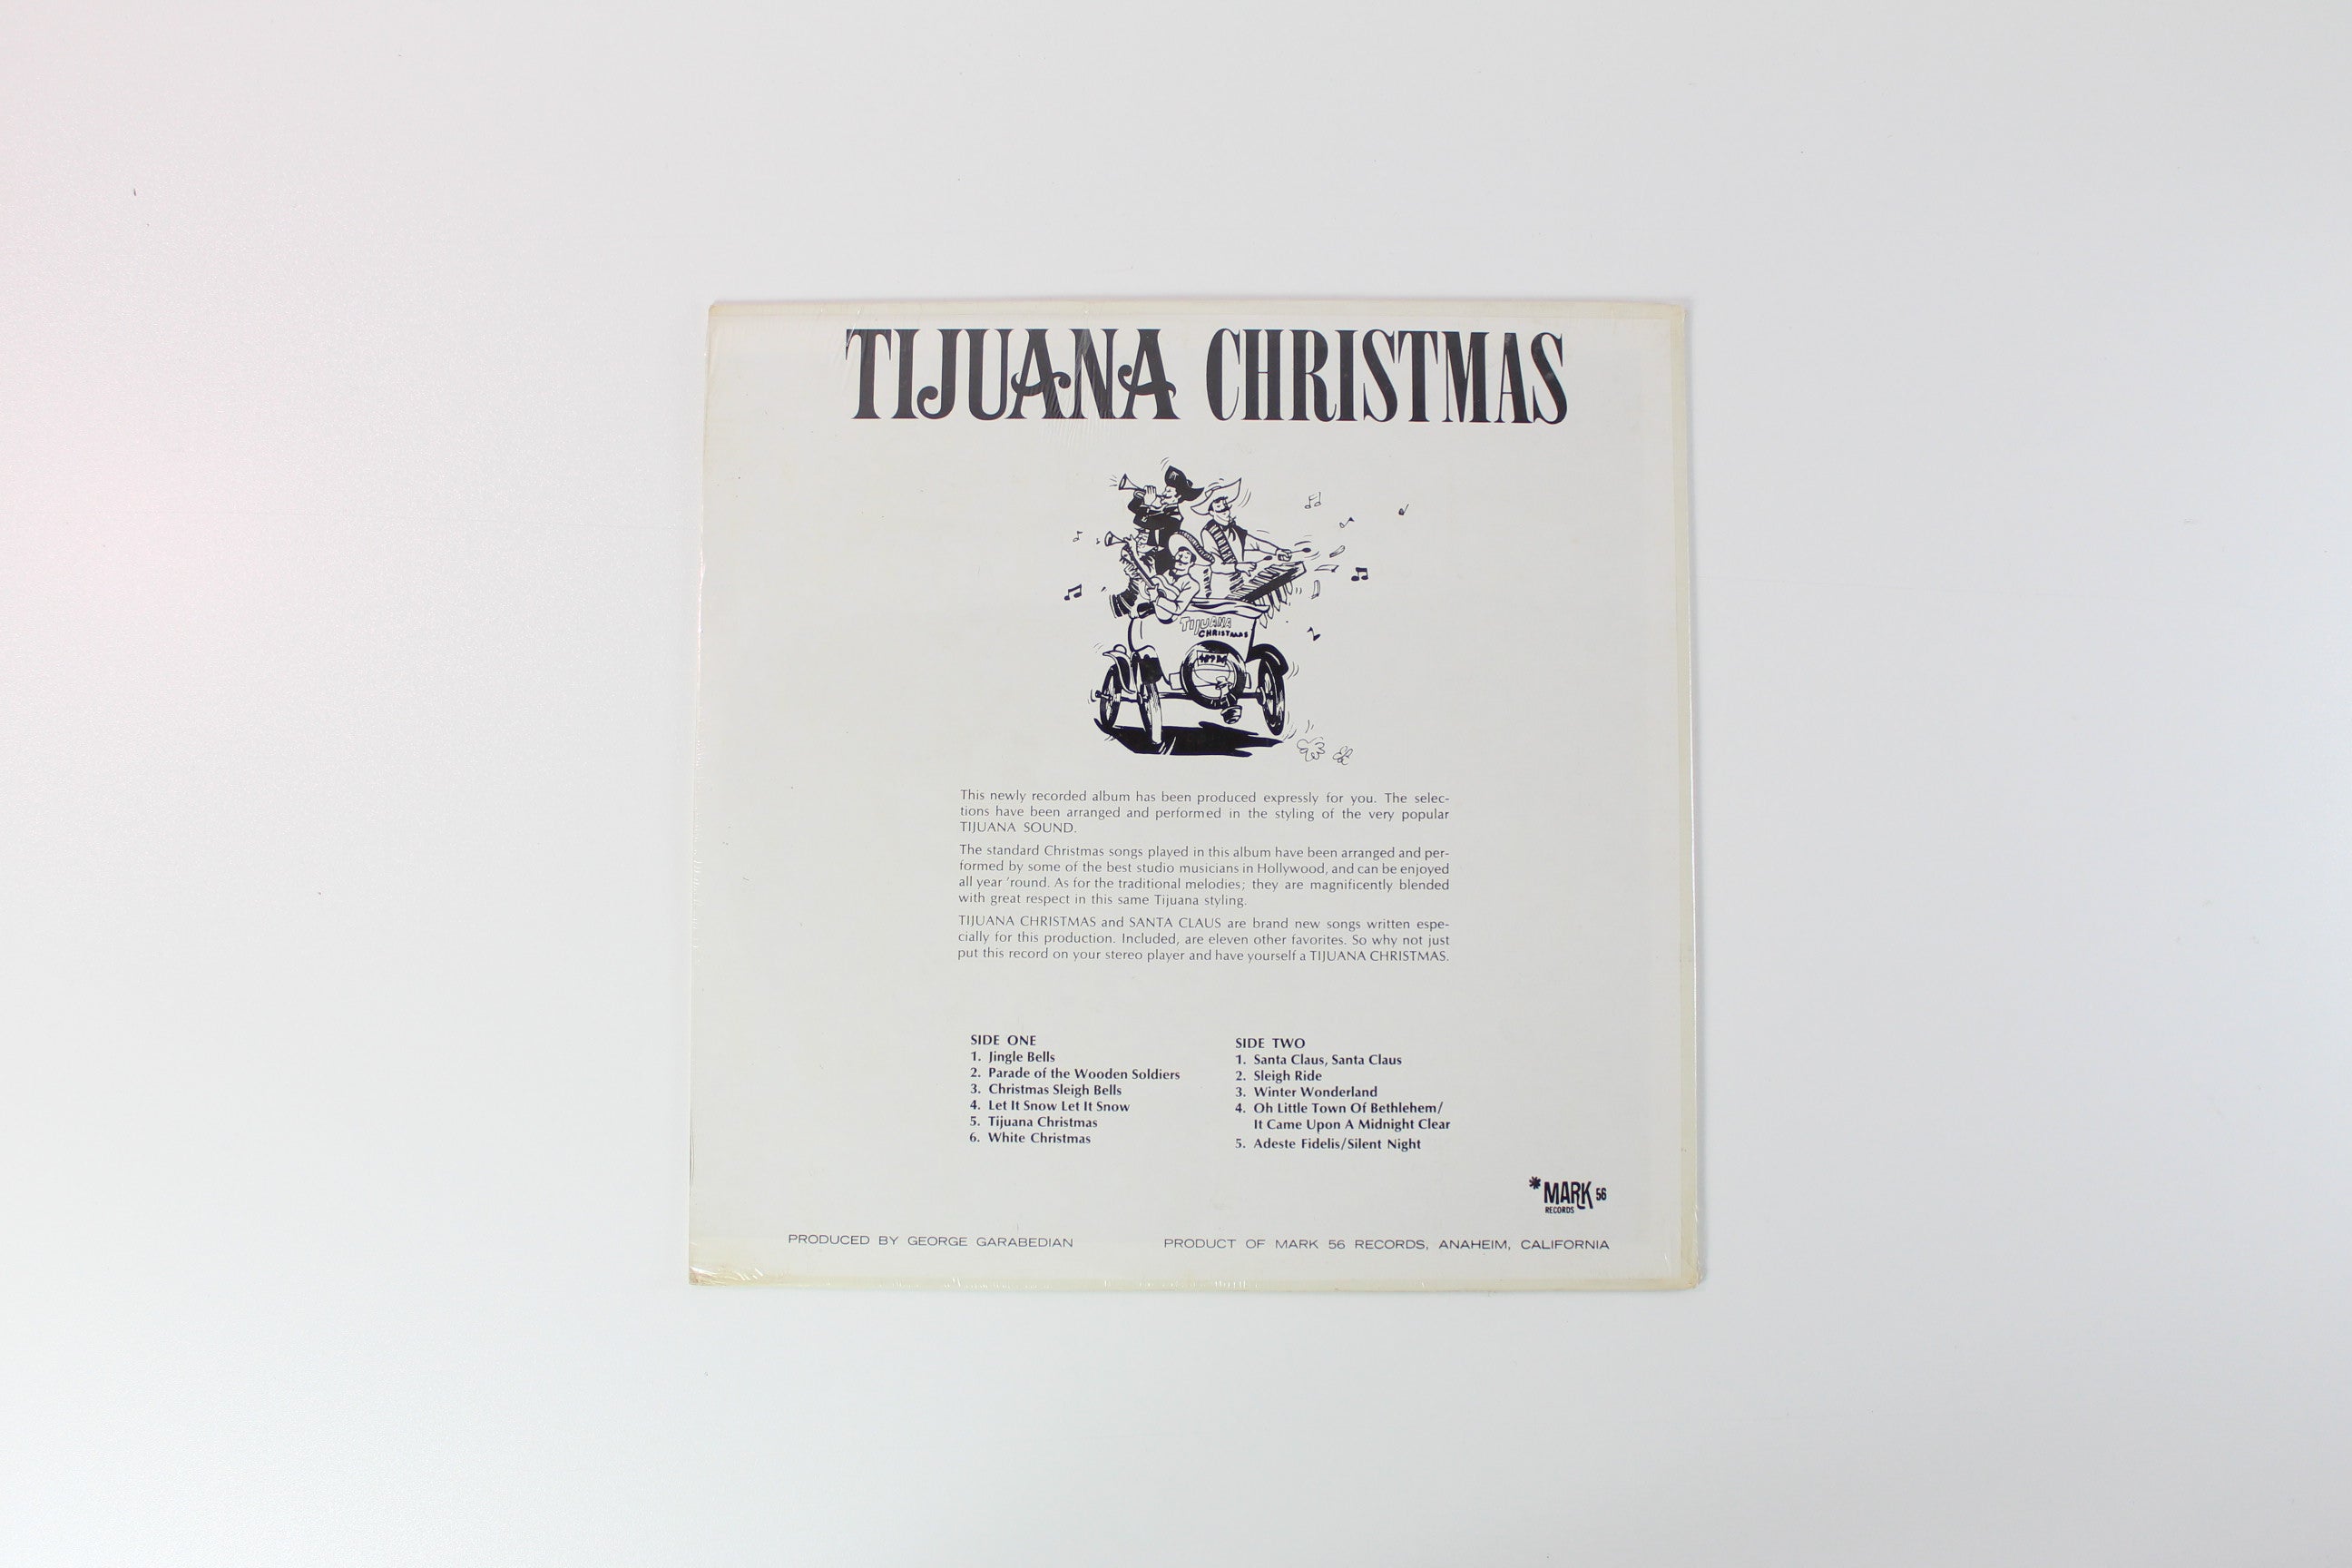 TIJUANA CHRISTMAS
TIJUANA
CHRISTMAS
This newly recorded album has been produced expressly for you. The selec-
tions have been arranged and performed in the styling of the very popular
TIJUANA SOUND.
The standard Christmas songs played in this album have been arranged and per-
formed by some of the best studio musicians in Hollywood, and can be enjoyed
all year 'round. As for the traditional melodies; they are magnificently blended
with great respect in this same Tijuana styling.
TIJUANA CHRISTMAS and SANTA CLAUS are brand new songs written espe-
cially for this production. Included, are eleven other favorites. So why not just
put this record on your stereo player and have yourself a TIJUANA CHRISTMAS.
SIDE ONE
1. Jingle Bells
2. Parade of the Wooden Soldiers
3. Christmas Sleigh Bells
4. Let It Snow Let It Snow
5. Tijuana Christmas
6. White Christmas
SIDE TWO
1. Santa Claus, Santa Claus
2. Sleigh Ride
3. Winter Wonderland
4. Oh Little Town Of Bethlehem/
It Came Upon A Midnight Clear
5. Adeste Fidelis/Silent Night
*MARK 56
RECORDS
PRODUCED BY GEORGE GARABEDIAN
PRODUCT OF MARK 56 RECORDS, ANAHEIM, CALIFORNIA